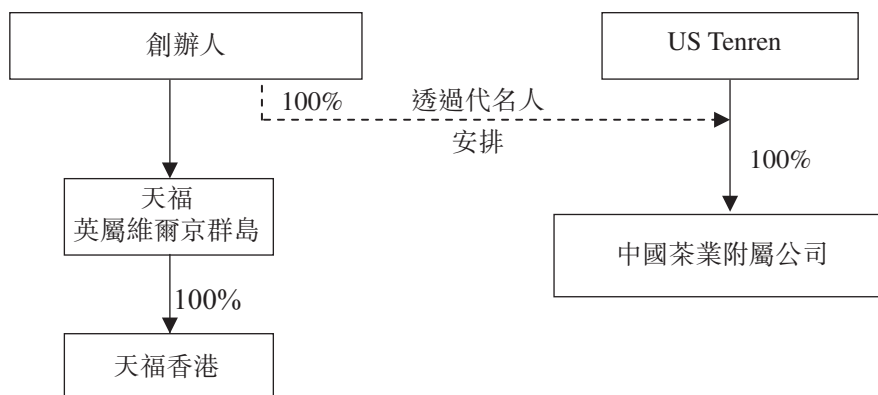 創辦人
US Tenren
100%
透過代名人
安排
100%
天福
英屬維爾京群島
中國茶業附屬公司
100%
天福香港